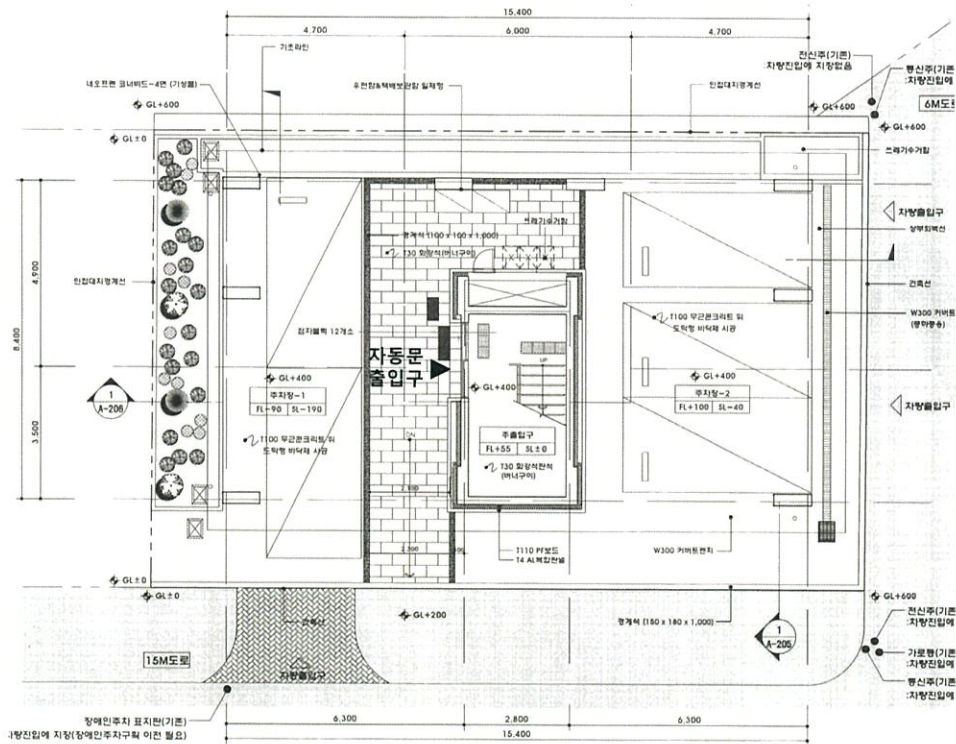 15,400
4,700
6,000
4,700
기초라인
전신주(기존
:차량진입에 지장없음
통신주(기존
:차량진입에
네오프렌 코너비드-4면 (기성품)
우편함&택배보관함 일체형
인접대지경계선
6M도로
GL+600
GL+600
GL+600
GL±0
쓰레기수거함
차량출입구
쓰레기수거함
경계석 (100 x 100 x 1,000)
T30 화강석(버너구이)
상부외벽선
인접대지경계선
건축선
4,900
8,400
3,500
점자블럭 12개소
T100 무근콘크리트 위
도막형 바닥재 시공
W300 커버트렌
자동문
출입구
UP
GL+400
GL+400
GL+400
주차장-1
FL-90
SL-190
주차장-2
FL+100
SL-40
차량출입구
1
A-206
T100 무근콘크리트 위
도막형 바닥재 시공
주출입구
FL+55
SL±0
T30 화강석판석
(버너구이)
2,500
T110 PF보드
T4 AL복합판넬
W300 커버트렌치
GL±0
GL±0
GL+200
GL+600
건축선
경계석 (150 x 180 x 1,000)
1
A-205
전신주(기존
:차량진입에
가로등(기존
:차량진입에
통신주(기존
:차량진입에
15M도로
차량출입구
장애인주차 표지판(기존)
차량진입에 지장(장애인주차구획 이전 필요)
6,300
2,800
6,300
15,400